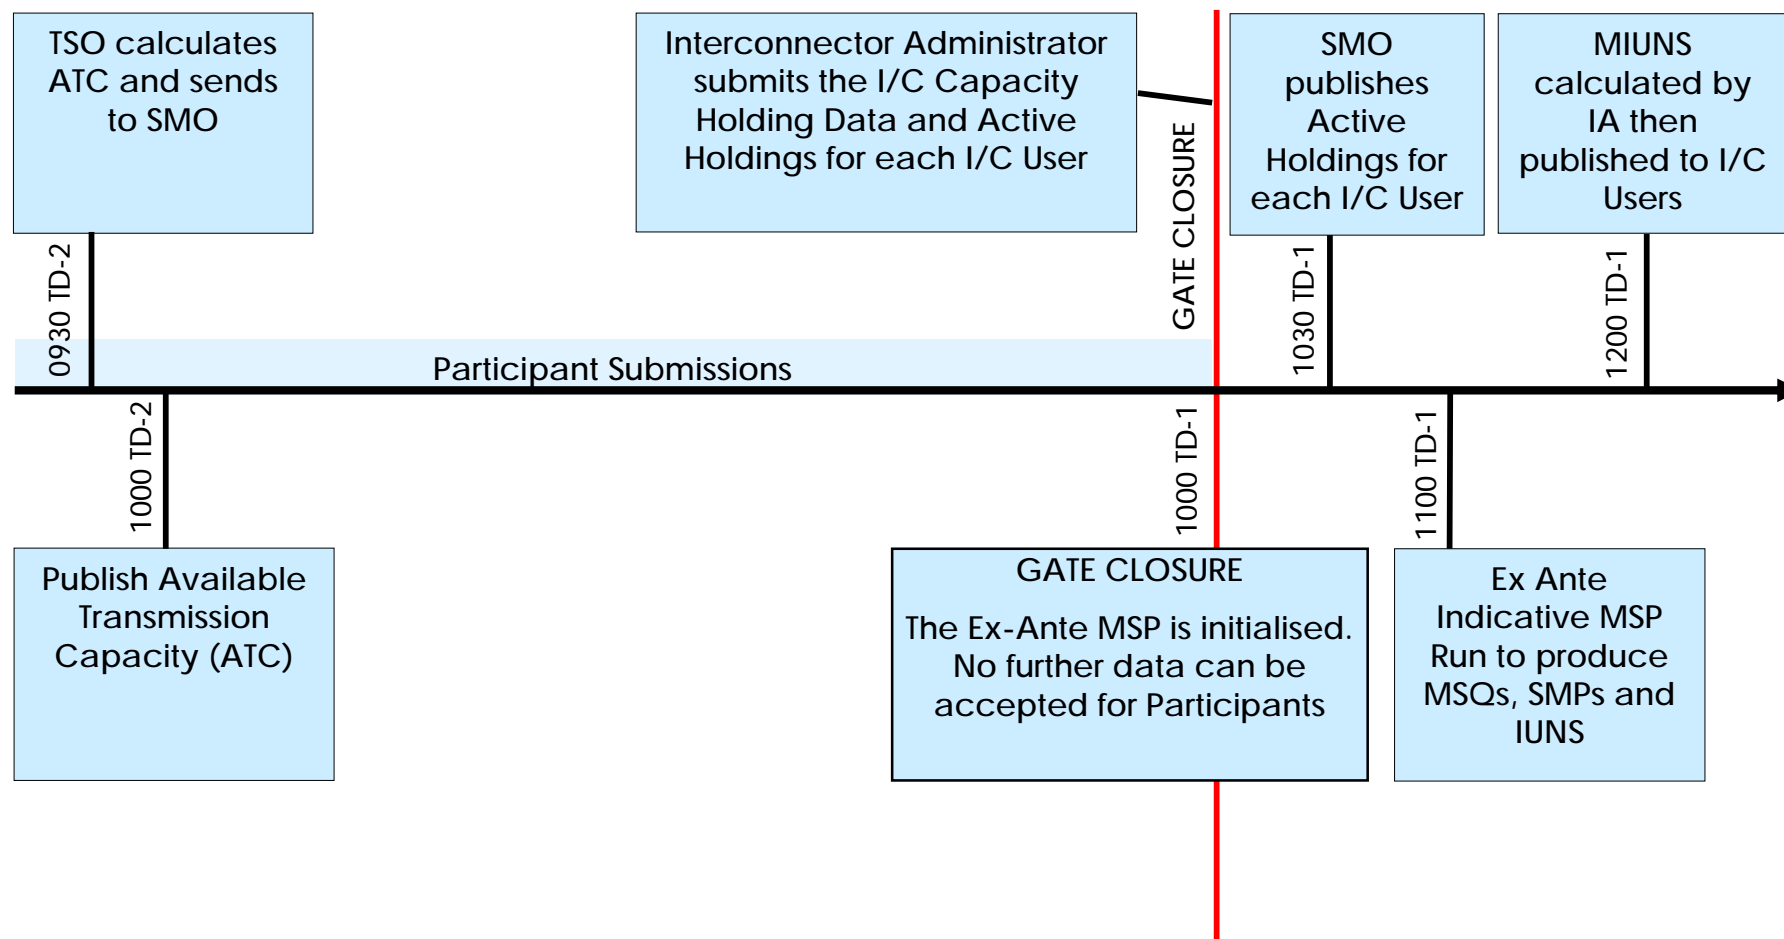 TSO calculates
ATC and sends
to SMO
Interconnector Administrator
submits the I/C Capacity
Holding Data and Active
Holdings for each I/C User
SMO
publishes
Active
Holdings for
each I/C User
MIUNS
calculated by
IA then
published to I/C
Users
0930 TD-2
GATE CLOSURE
1030 TD-1
1200 TD-1
Participant Submissions
1000 TD-2
1000 TD-1
1100 TD-1
Publish Available
Transmission
Capacity (ATC)
GATE CLOSURE
The Ex-Ante MSP is initialised.
No further data can be
accepted for Participants
Ex Ante
Indicative MSP
Run to produce
MSQs, SMPs and
IUNS